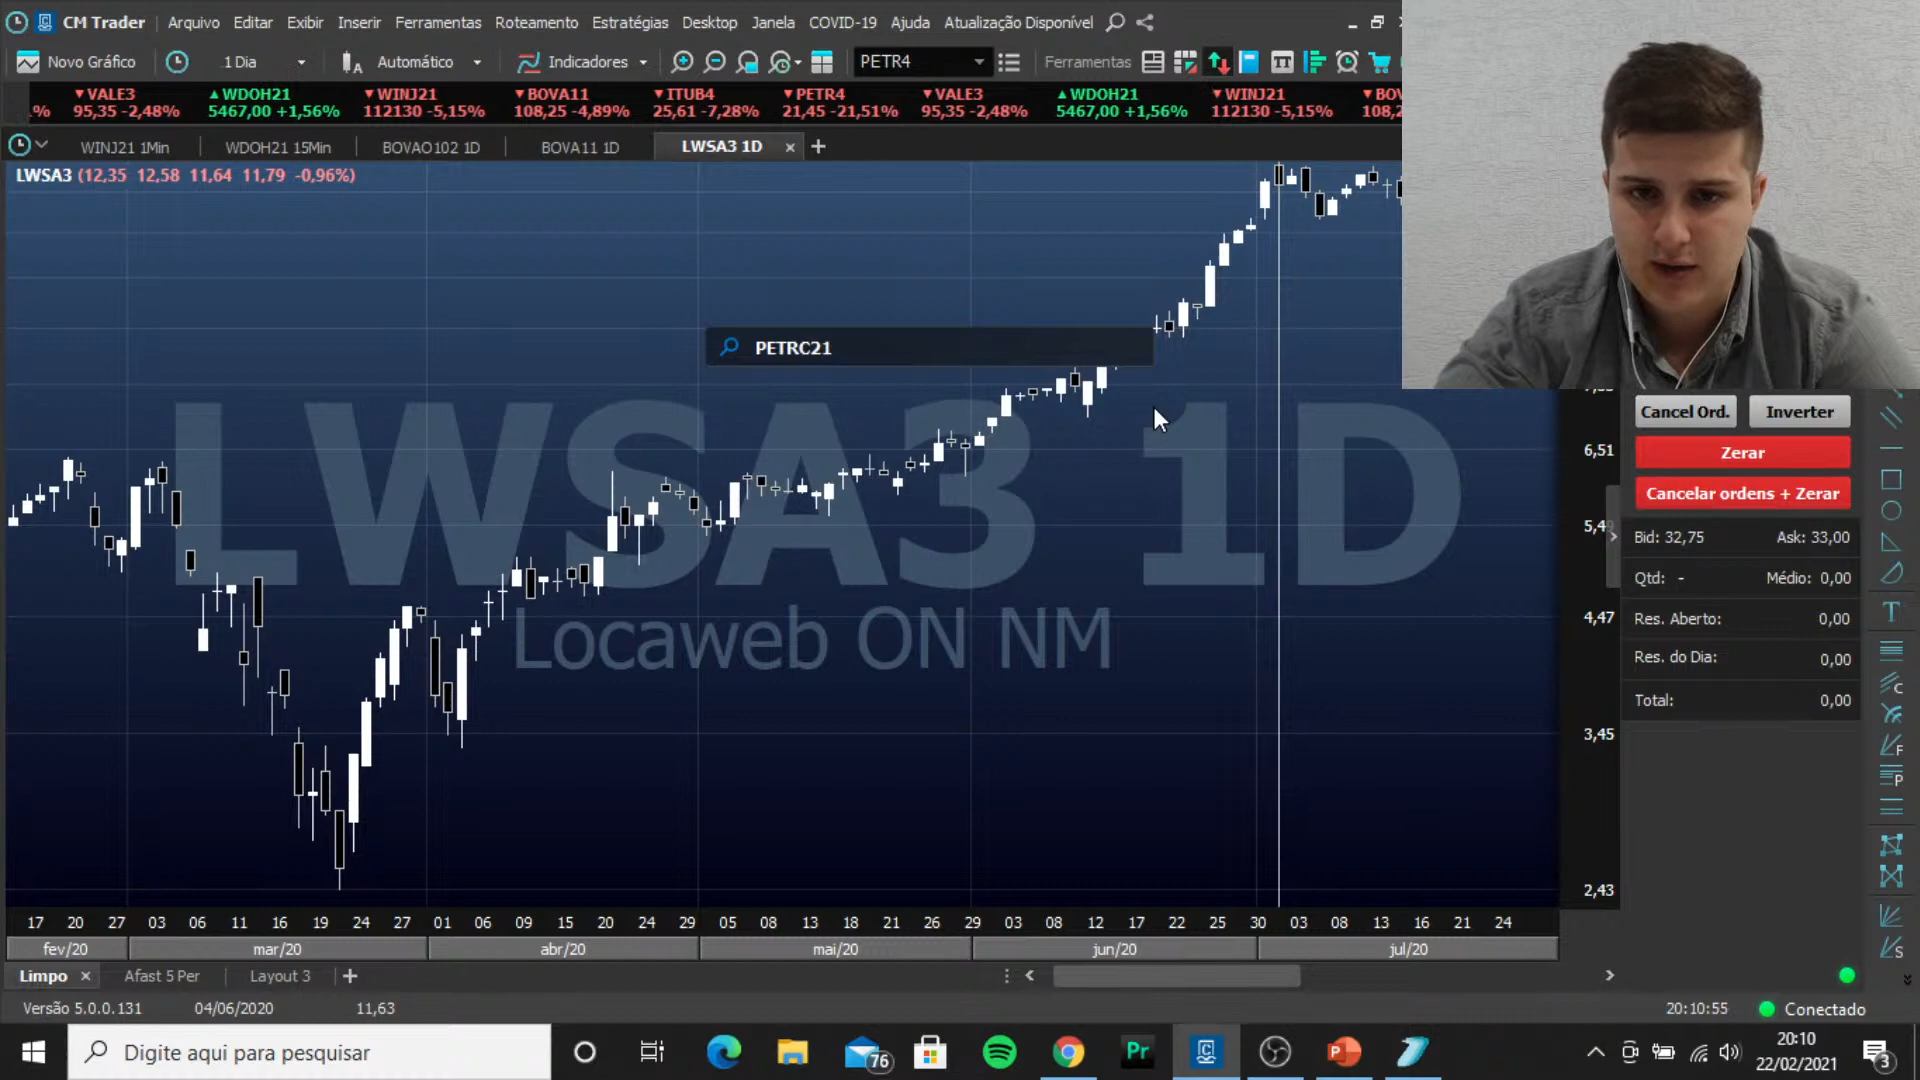 CM Trader Arquivo Editar Exibir Inserir Ferramentas Roteamento Estratégias Desktop Janela COVID-19 Ajuda Atualização Disponível
Novo Gráfico 1 Dia Automático Indicadores PETR4 Ferramentas
VALE3 WDOH21 WINJ21 BOVA11 ITUB4 PETR4 VALE3 WDOH21 WINJ21 BOV
.% 95,35 -2,48% 5467,00 +1,56% 112130 -5,15% 108,25 -4,89% 25,61 -7,28% 21,45 -21,51% 95,35 -2,48% 5467,00 +1,56% 112130 -5,15% 108,2
WINJ21 1Min WDOH21 15Min BOVAO102 1D BOVA11 1D LWSA3 1D
LWSA3 (12,35 12,58 11,64 11,79 -0,96%)
PETRC21
LWSA3 1D
Locaweb ON NM
6,51
5,49
4,47
3,45
2,43
Cancel Ord. Inverter
Zerar
Cancelar ordens + Zerar
Bid: 32,75 Ask: 33,00
Qtd: - Médio: 0,00
Res. Aberto: 0,00
Res. do Dia: 0,00
Total: 0,00
17 20 27 03 06 11 16 19 24 27 01 06 09 15 20 24 29 05 08 13 18 21 26 29 03 08 12 17 22 25 30 03 08 13 16 21 24
fev/20 mar/20 abr/20 mai/20 jun/20 jul/20
Limpo Afast 5 Per Layout 3
Versão 5.0.0.131 04/06/2020 11,63 20:10:55 Conectado
Digite aqui para pesquisar 76 Pr 20:10
22/02/2021 3